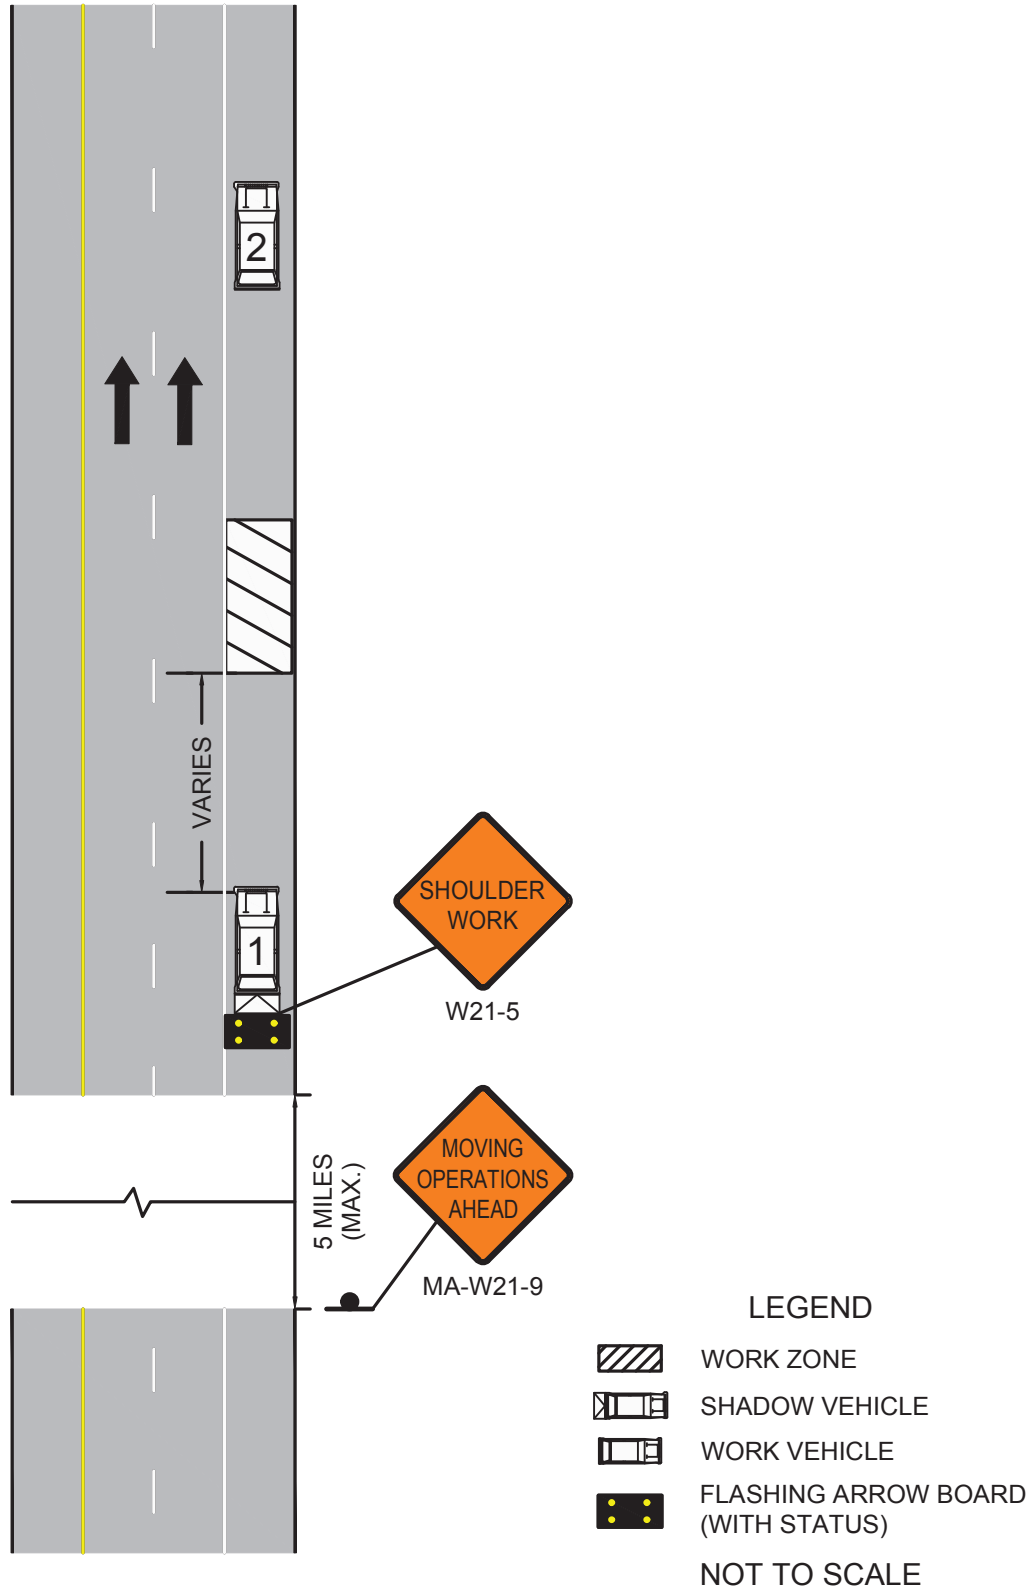 2
VARIES
SHOULDER
WORK
W21-5
1
5 MILES
(MAX.)
MOVING
OPERATIONS
AHEAD
MA-W21-9
LEGEND
WORK ZONE
SHADOW VEHICLE
WORK VEHICLE
FLASHING ARROW BOARD
(WITH STATUS)
NOT TO SCALE